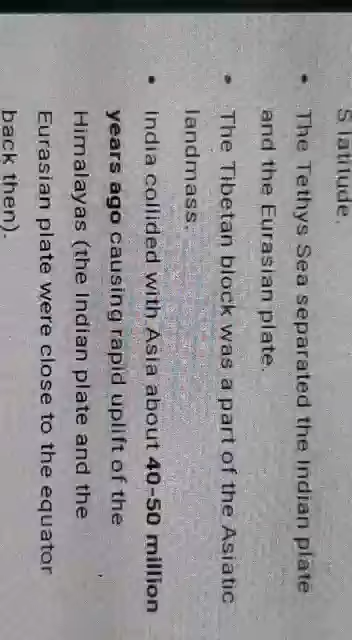 S latitude.
• The Tethys Sea separated the Indian plate
and the Eurasian plate.
• The Tibetan block was a part of the Asiatic
landmass.
• India collided with Asia about 40-50 million
years ago causing rapid uplift of the
Himalayas (the Indian plate and the
Eurasian plate were close to the equator
back then).